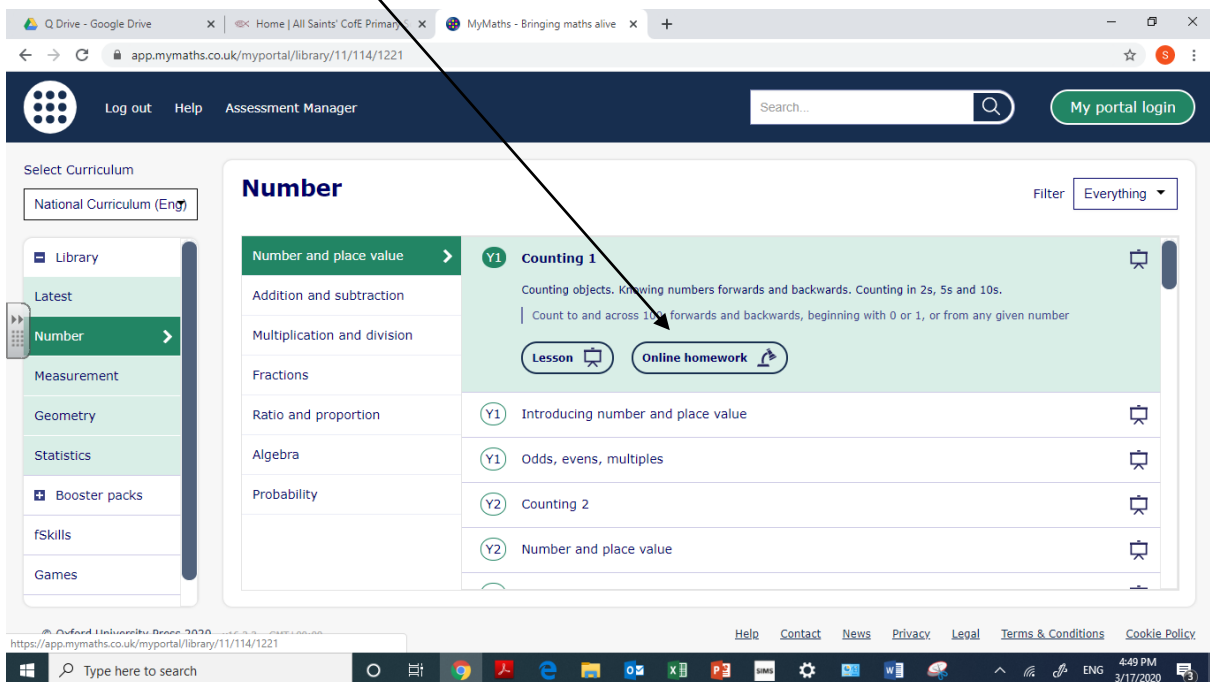 Q Drive - Google Drive
Home | All Saints' CofE Primary S
MyMaths - Bringing maths alive
app.mymaths.co.uk/myportal/library/11/114/1221
S
Log out Help Assessment Manager
Search...
My portal login
Select Curriculum
National Curriculum (Eng)
Library
Latest
Number
Measurement
Geometry
Statistics
Booster packs
fSkills
Games
Number
Filter Everything
Number and place value
Addition and subtraction
Multiplication and division
Fractions
Ratio and proportion
Algebra
Probability
Y1 Counting 1
Counting objects. Knowing numbers forwards and backwards. Counting in 2s, 5s and 10s.
Count to and across 100, forwards and backwards, beginning with 0 or 1, or from any given number
Lesson
Online homework
Y1 Introducing number and place value
Y1 Odds, evens, multiples
Y2 Counting 2
Y2 Number and place value
© Oxford University Press 2020
Help Contact News Privacy Legal Terms & Conditions Cookie Policy
https://app.mymaths.co.uk/myportal/library/11/114/1221
Type here to search
SIMS
ENG
4:49 PM
3/17/2020
3